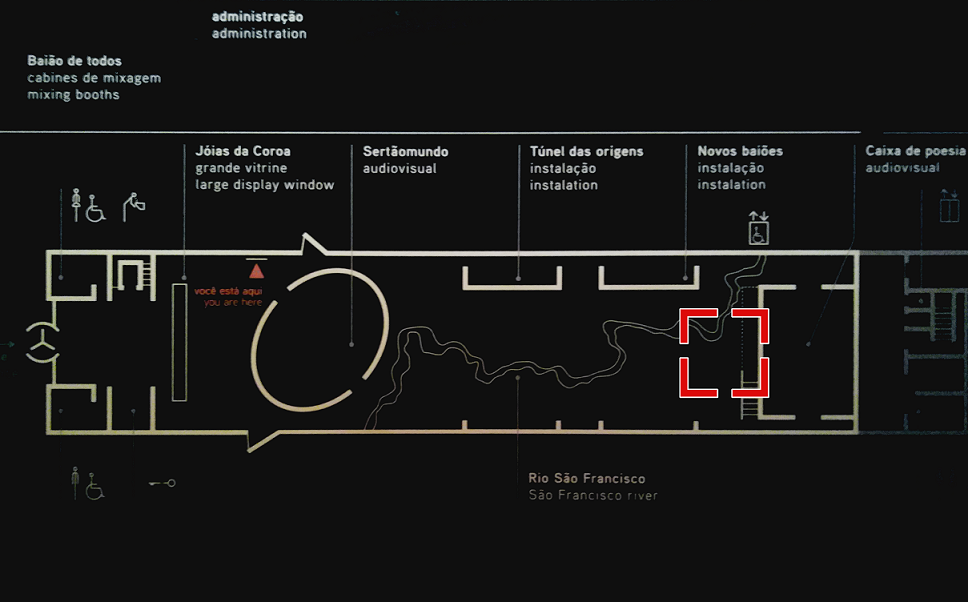 administração
administration
Baião de todos
cabines de mixagem
mixing booths
Jóias da Coroa
grande vitrine
large display window
Sertãomundo
audiovisual
Túnel das origens
instalação
instalation
Novos baiões
instalação
instalation
Caixa de poesia
audiovisual
você está aqui
you are here
Rio São Francisco
São Francisco river